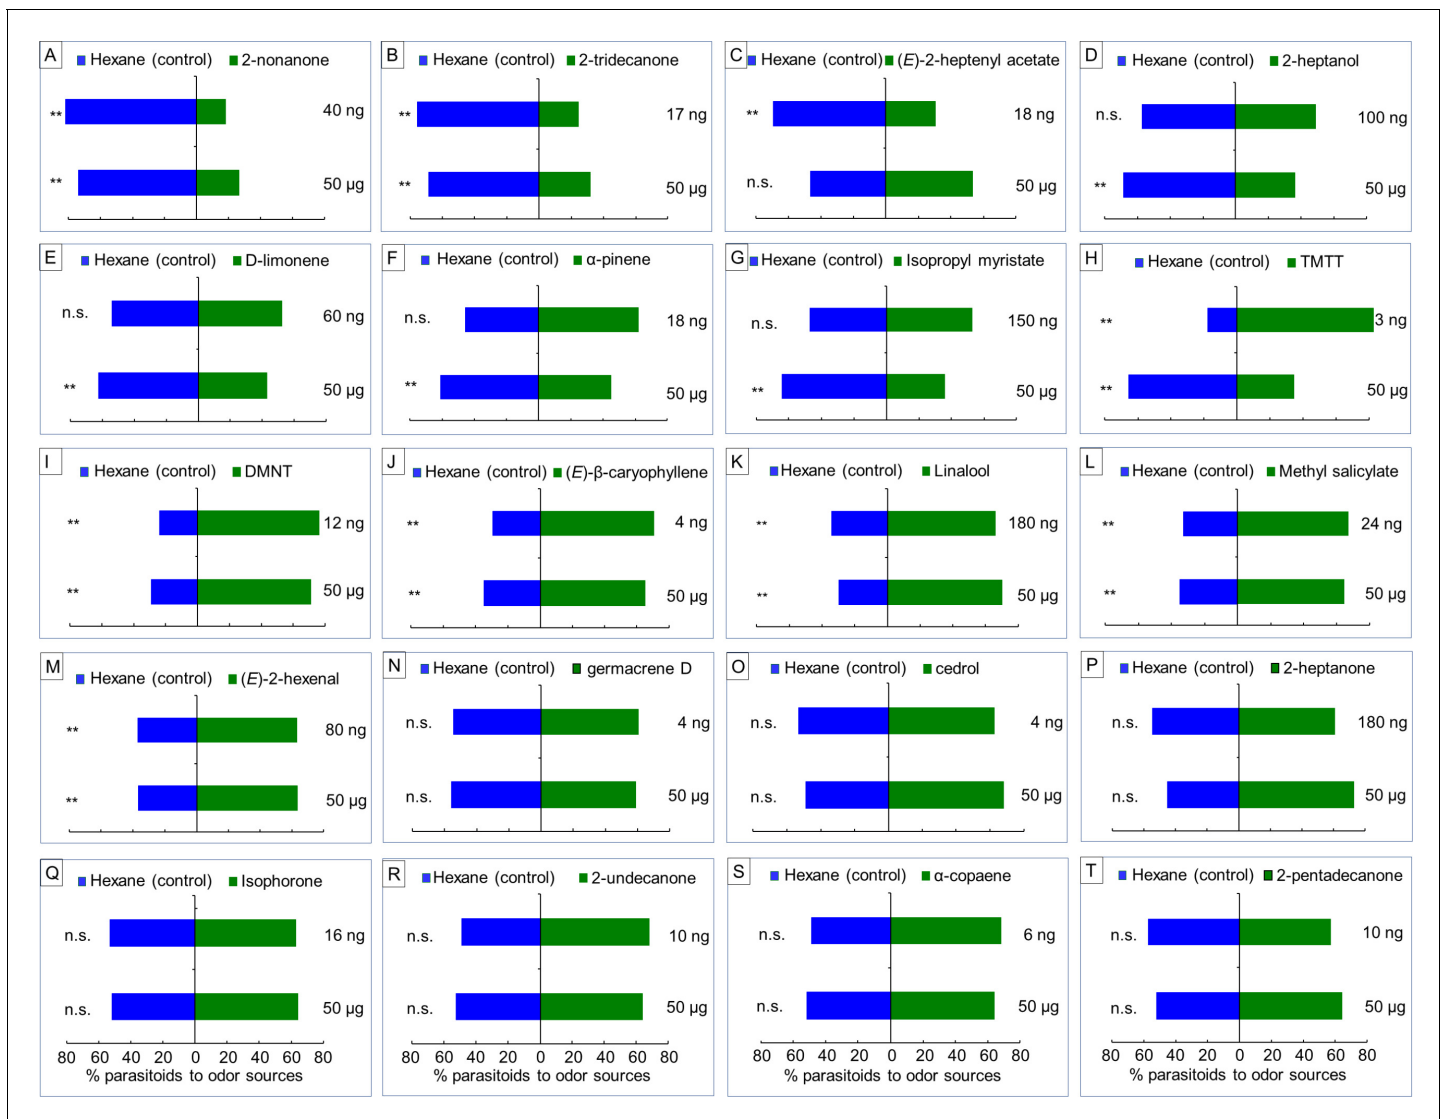 A Hexane (control) 2-nonanone
** 40 ng
** 50 µg
B Hexane (control) 2-tridecanone
** 17 ng
** 50 µg
C Hexane (control) (E)-2-heptenyl acetate
** 18 ng
n.s. 50 µg
D Hexane (control) 2-heptanol
n.s. 100 ng
** 50 µg
E Hexane (control) D-limonene
n.s. 60 ng
** 50 µg
F Hexane (control) α-pinene
n.s. 18 ng
** 50 µg
G Hexane (control) Isopropyl myristate
n.s. 150 ng
** 50 µg
H Hexane (control) TMTT
** 3 ng
** 50 µg
I Hexane (control) DMNT
** 12 ng
** 50 µg
J Hexane (control) (E)-β-caryophyllene
** 4 ng
** 50 µg
K Hexane (control) Linalool
** 180 ng
** 50 µg
L Hexane (control) Methyl salicylate
** 24 ng
** 50 µg
M Hexane (control) (E)-2-hexenal
** 80 ng
** 50 µg
N Hexane (control) germacrene D
n.s. 4 ng
n.s. 50 µg
O Hexane (control) cedrol
n.s. 4 ng
n.s. 50 µg
P Hexane (control) 2-heptanone
n.s. 180 ng
n.s. 50 µg
Q Hexane (control) Isophorone
n.s. 16 ng
n.s. 50 µg
80 60 40 20 0 20 40 60 80
% parasitoids to odor sources
R Hexane (control) 2-undecanone
n.s. 10 ng
n.s. 50 µg
80 60 40 20 0 20 40 60 80
% parasitoids to odor sources
S Hexane (control) α-copaene
n.s. 6 ng
n.s. 50 µg
80 60 40 20 0 20 40 60 80
% parasitoids to odor sources
T Hexane (control) 2-pentadecanone
n.s. 10 ng
n.s. 50 µg
80 60 40 20 0 20 40 60 80
% parasitoids to odor sources